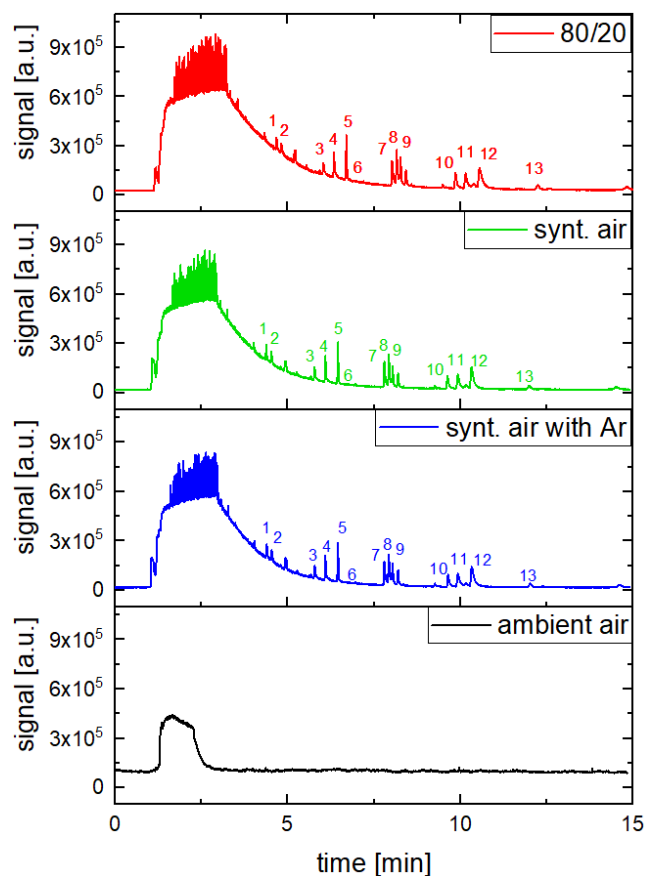 80/20
signal [a.u.]
9x10⁵
6x10⁵
3x10⁵
0
1 2 3 4 5 6 7 8 9 10 11 12 13
synt. air
signal [a.u.]
9x10⁵
6x10⁵
3x10⁵
0
1 2 3 4 5 6 7 8 9 10 11 12 13
synt. air with Ar
signal [a.u.]
9x10⁵
6x10⁵
3x10⁵
0
1 2 3 4 5 6 7 8 9 10 11 12 13
ambient air
signal [a.u.]
9x10⁵
6x10⁵
3x10⁵
0
0 5 10 15
time [min]